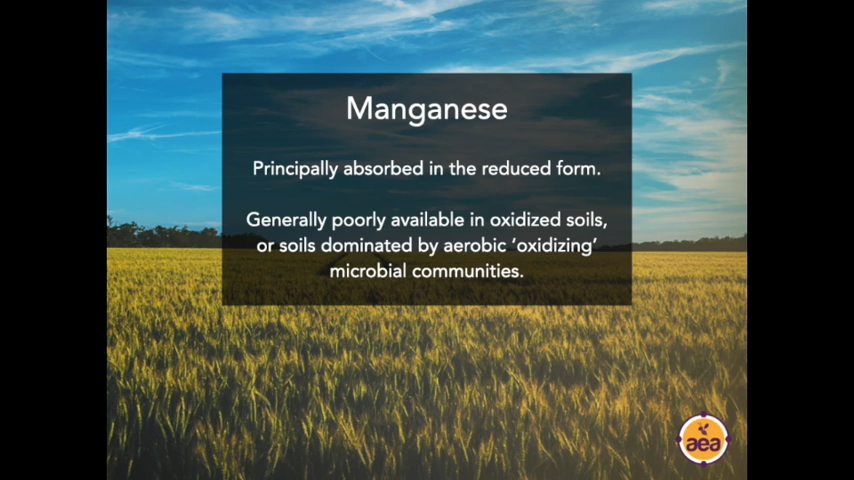 Manganese
Principally absorbed in the reduced form.
Generally poorly available in oxidized soils,
or soils dominated by aerobic ‘oxidizing’
microbial communities.
aea